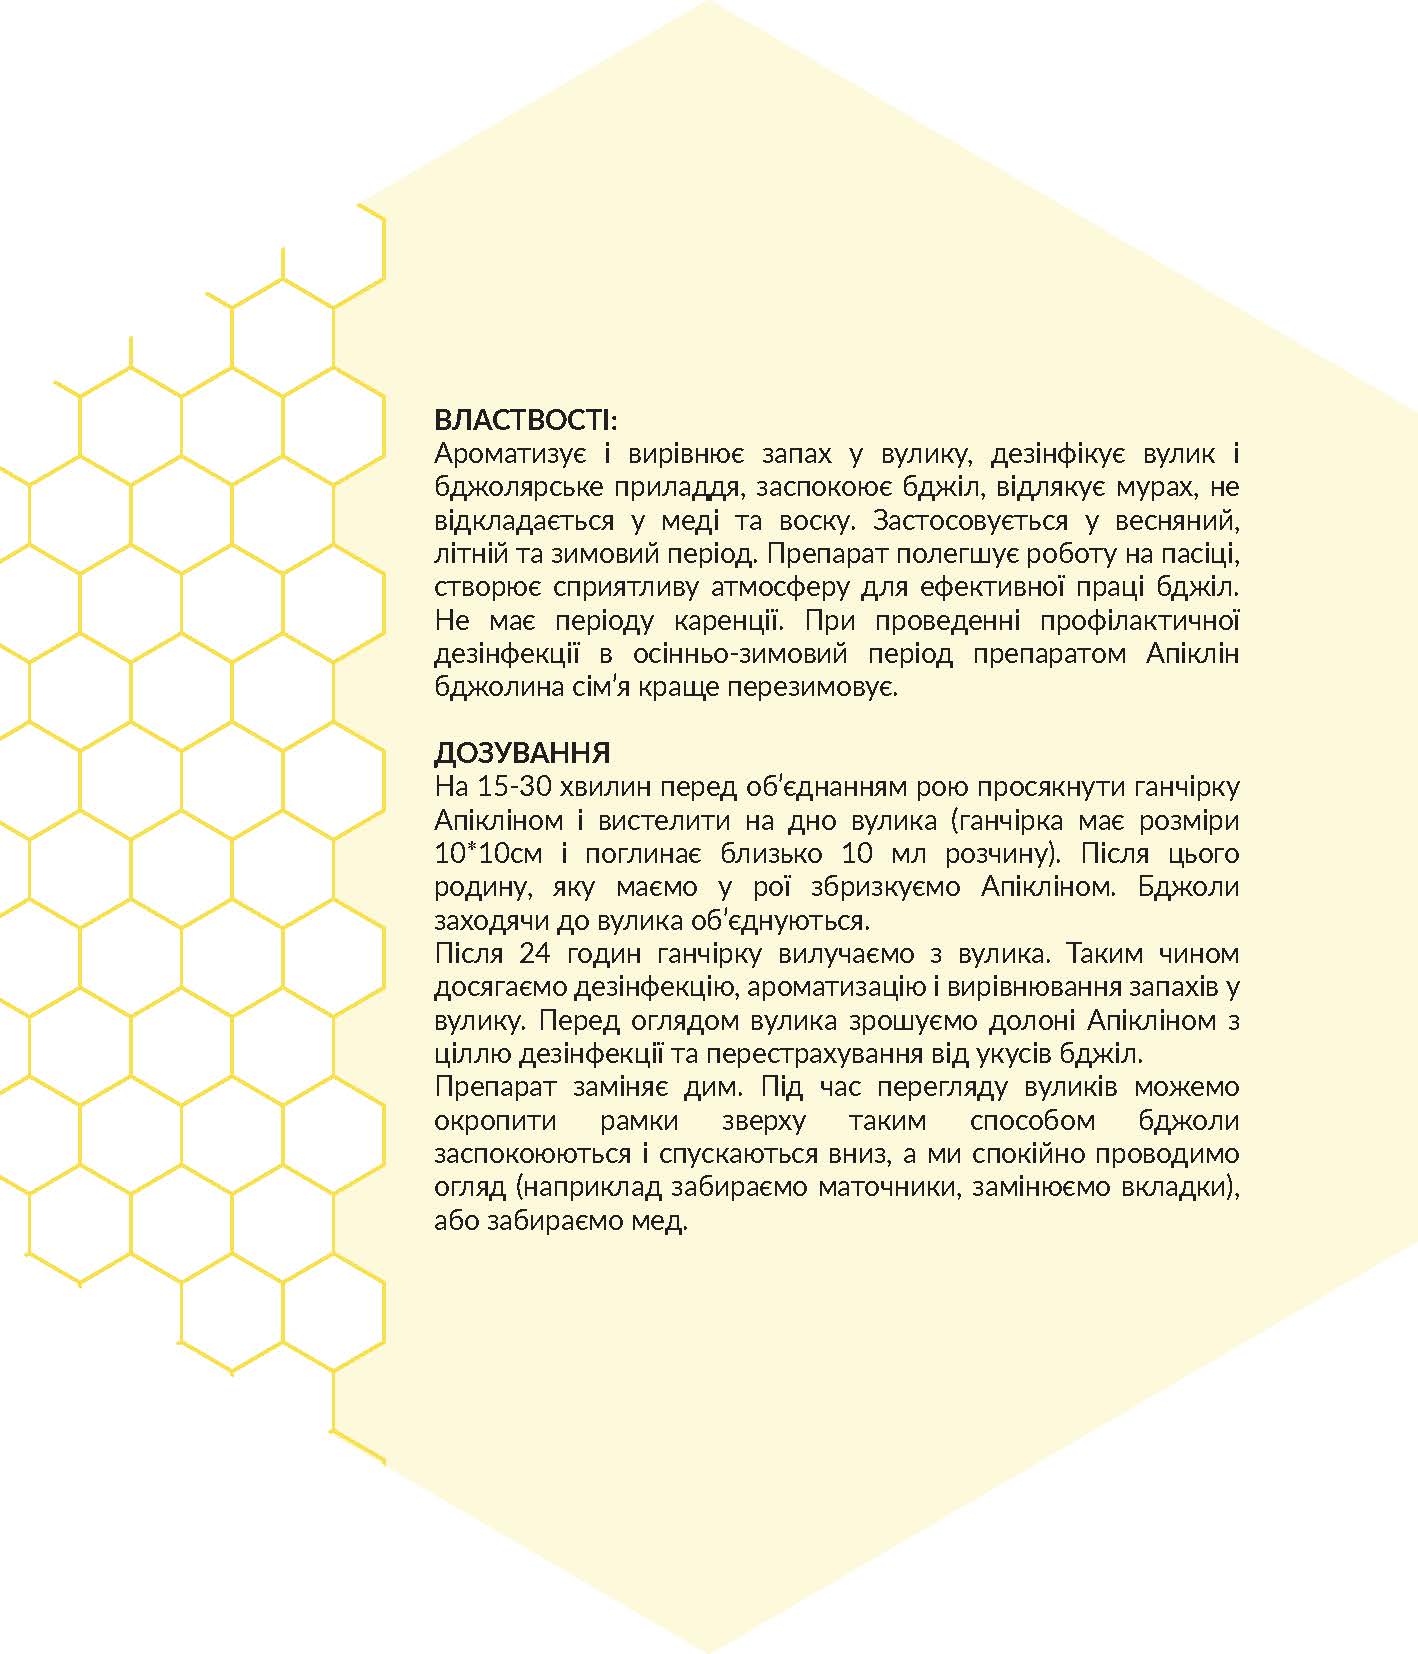 ВЛАСТВОСТІ:
Ароматизує і вирівнює запах у вулику, дезінфікує вулик і
бджолярське приладдя, заспокоює бджіл, відлякує мурах, не
відкладається у меді та воску. Застосовується у весняний,
літній та зимовий період. Препарат полегшує роботу на пасіці,
створює сприятливу атмосферу для ефективної праці бджіл.
Не має періоду каренції. При проведенні профілактичної
дезінфекції в осінньо-зимовий період препаратом Апіклін
бджолина сім’я краще перезимовує.
ДОЗУВАННЯ
На 15-30 хвилин перед об’єднанням рою просякнути ганчірку
Апікліном і вистелити на дно вулика (ганчірка має розміри
10*10см і поглинає близько 10 мл розчину). Після цього
родину, яку маємо у рої збризкуємо Апікліном. Бджоли
заходячи до вулика об’єднуються.
Після 24 годин ганчірку вилучаємо з вулика. Таким чином
досягаємо дезінфекцію, ароматизацію і вирівнювання запахів у
вулику. Перед оглядом вулика зрошуємо долоні Апікліном з
ціллю дезінфекції та перестрахування від укусів бджіл.
Препарат заміняє дим. Під час перегляду вуликів можемо
окропити рамки зверху таким способом бджоли
заспокоюються і спускаються вниз, а ми спокійно проводимо
огляд (наприклад забираємо маточники, замінюємо вкладки),
або забираємо мед.